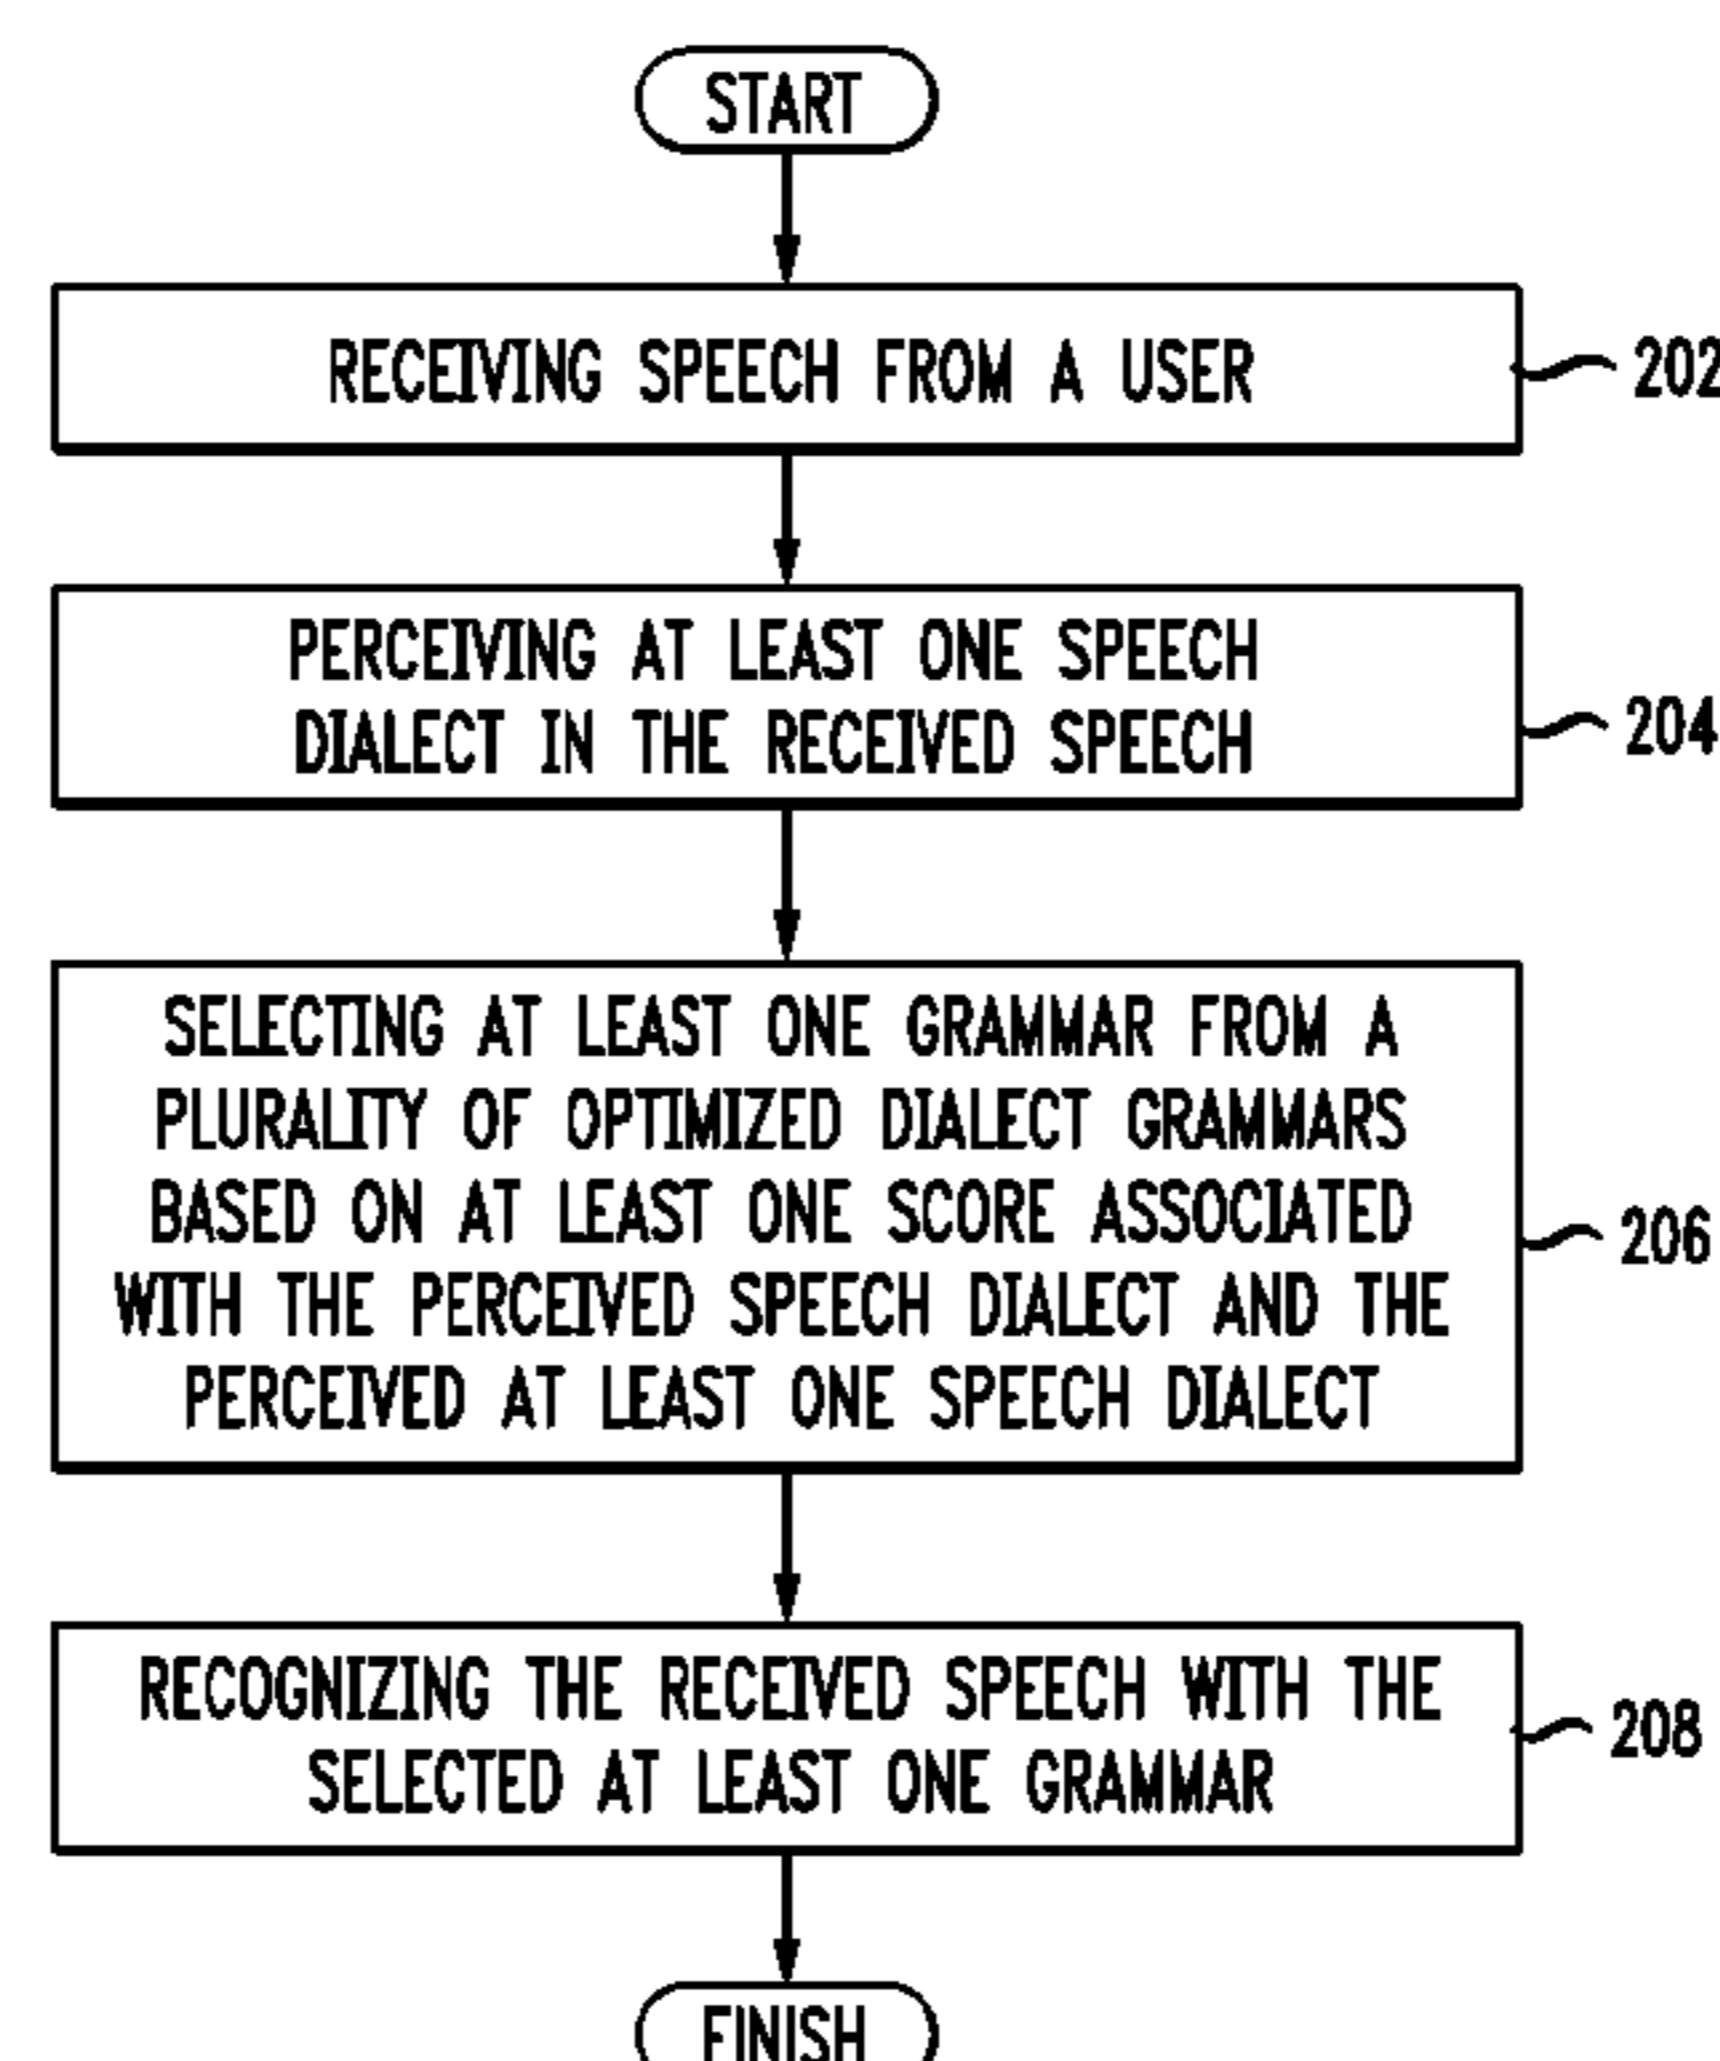 START
RECEIVING SPEECH FROM A USER
202
PERCEIVING AT LEAST ONE SPEECH
DIALECT IN THE RECEIVED SPEECH
204
SELECTING AT LEAST ONE GRAMMAR FROM A
PLURALITY OF OPTIMIZED DIALECT GRAMMARS
BASED ON AT LEAST ONE SCORE ASSOCIATED
WITH THE PERCEIVED SPEECH DIALECT AND THE
PERCEIVED AT LEAST ONE SPEECH DIALECT
206
RECOGNIZING THE RECEIVED SPEECH WITH THE
SELECTED AT LEAST ONE GRAMMAR
208
FINISH